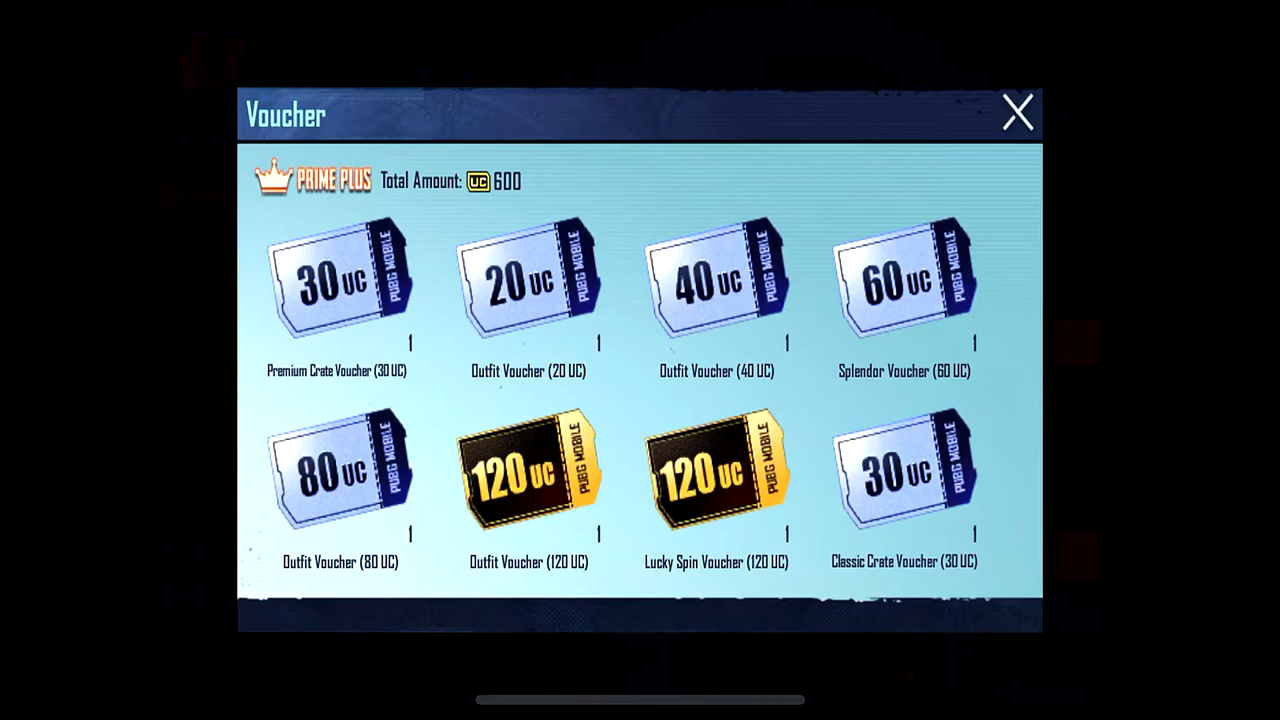 Voucher
PRIME PLUS Total Amount: UC 600
30 UC PUBG MOBILE
20 UC PUBG MOBILE
40 UC PUBG MOBILE
60 UC PUBG MOBILE
1
1
1
1
Premium Crate Voucher (30 UC)
Outfit Voucher (20 UC)
Outfit Voucher (40 UC)
Splendor Voucher (60 UC)
80 UC PUBG MOBILE
120 UC PUBG MOBILE
120 UC PUBG MOBILE
30 UC PUBG MOBILE
1
1
1
1
Outfit Voucher (80 UC)
Outfit Voucher (120 UC)
Lucky Spin Voucher (120 UC)
Classic Crate Voucher (30 UC)